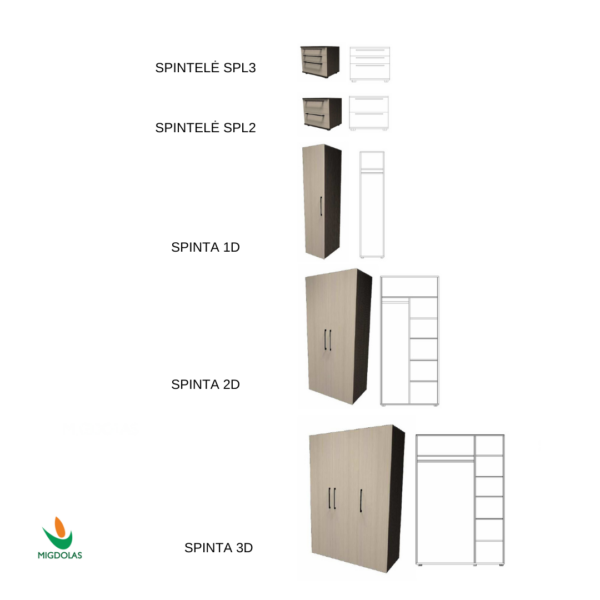 SPINTELĖ SPL3
SPINTELĖ SPL2
SPINTA 1D
SPINTA 2D
SPINTA 3D
MIGDOLAS